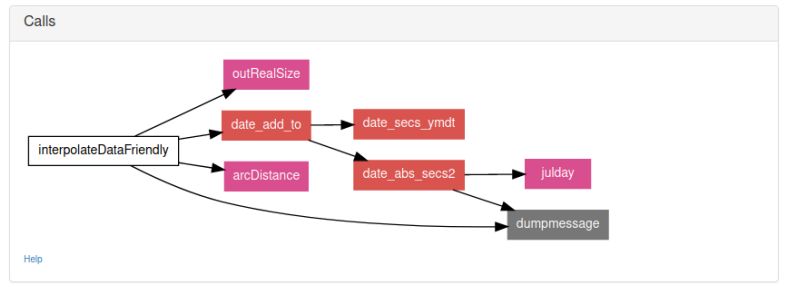 Calls
outRealSize
date_add_to
date_secs_ymdt
interpolateDataFriendly
arcDistance
date_abs_secs2
julday
dumpmessage
Help